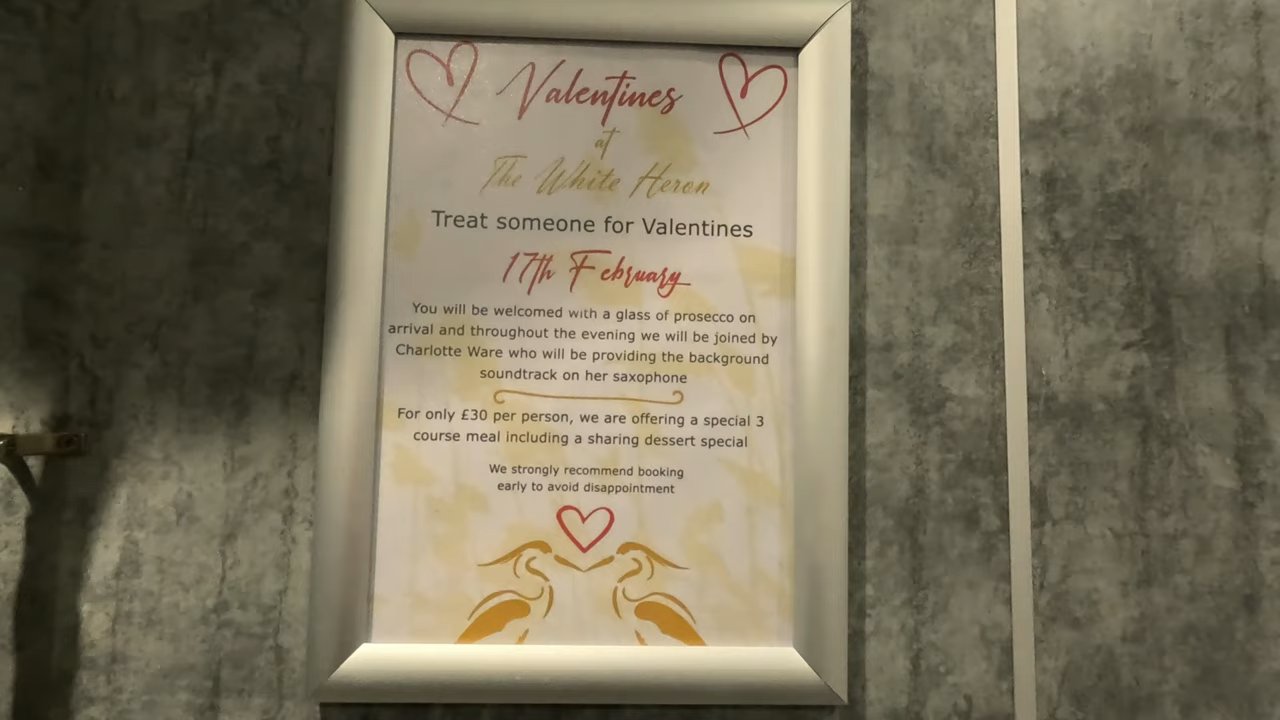 Valentines
at
The White Heron
Treat someone for Valentines
17th February
You will be welcomed with a glass of prosecco on
arrival and throughout the evening we will be joined by
Charlotte Ware who will be providing the background
soundtrack on her saxophone
For only £30 per person, we are offering a special 3
course meal including a sharing dessert special
We strongly recommend booking
early to avoid disappointment